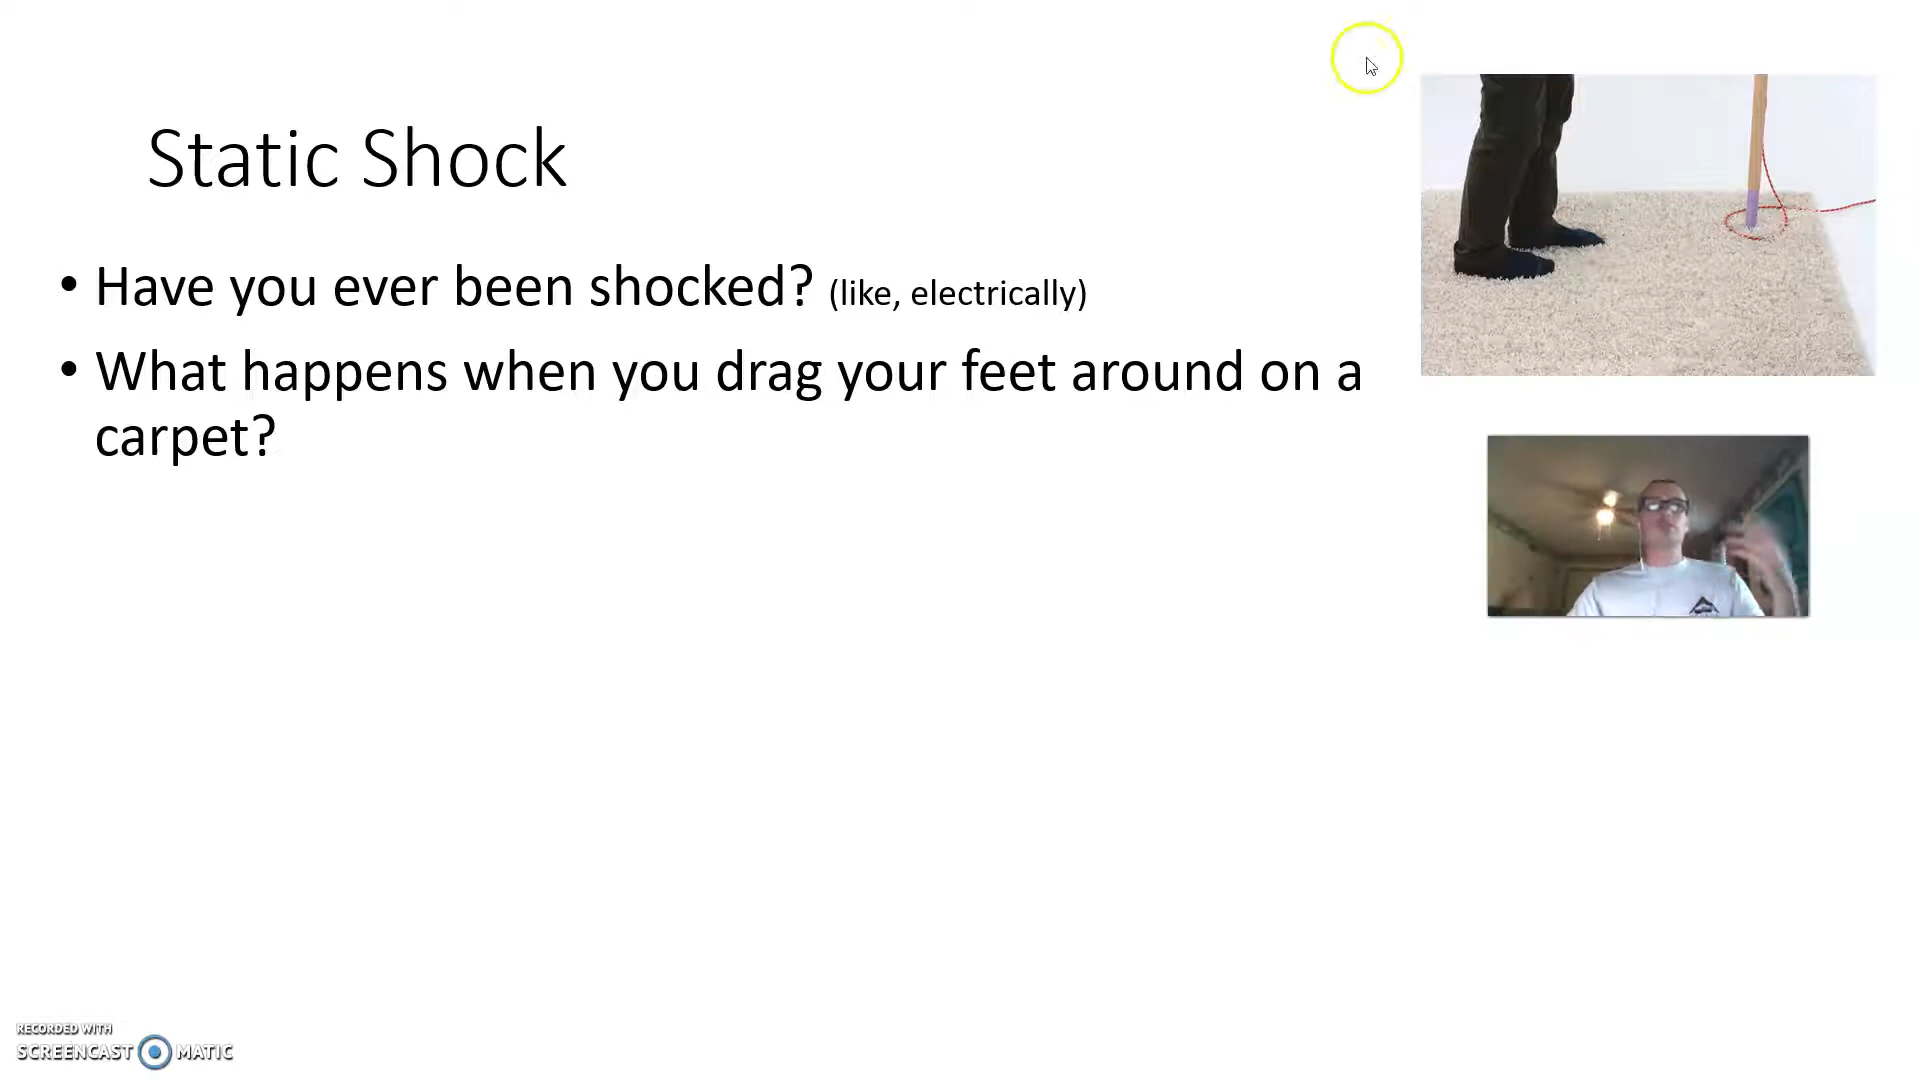 Static Shock
• Have you ever been shocked? (like, electrically)
• What happens when you drag your feet around on a
carpet?
RECORDED WITH
SCREENCAST MATIC